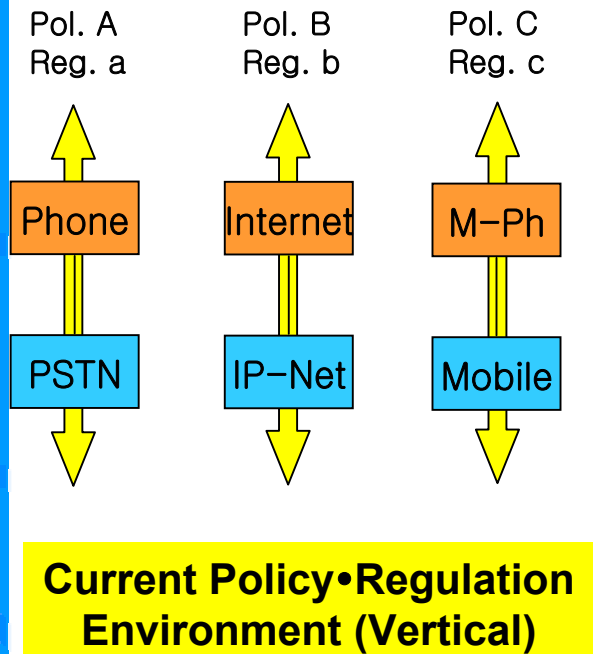 Pol. A
Reg. a
Pol. B
Reg. b
Pol. C
Reg. c
Phone
Internet
M-Ph
PSTN
IP-Net
Mobile
Current Policy•Regulation
Environment (Vertical)